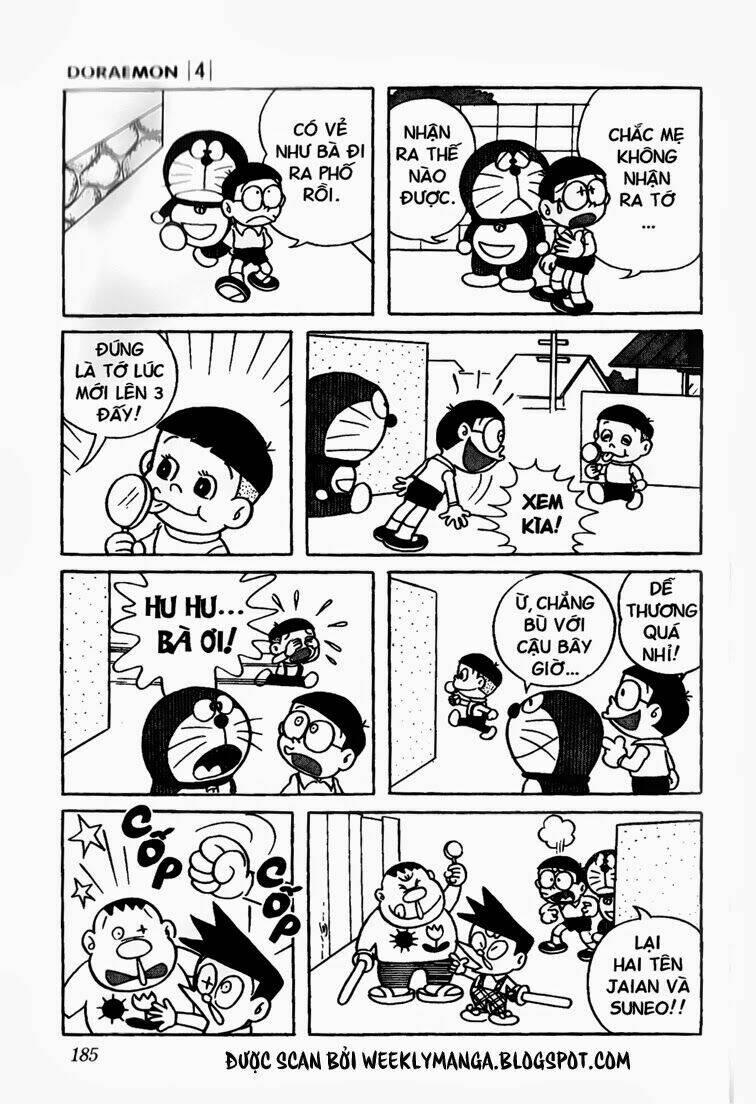 DORAEMON |4|
CHẮC MẸ
KHÔNG
NHẬN
RA TỚ
...
NHẬN
RA THẾ
NÀO
ĐƯỢC.
CÓ VẺ
NHƯ BÀ ĐI
RA PHỐ
RỒI.
XEM
KÌA!
ĐÚNG
LÀ TỚ LÚC
MỚI LÊN 3
ĐẤY!
DỄ
THƯƠNG
QUÁ
NHỈ!
Ừ, CHẲNG
BÙ VỚI
CẬU BÂY
GIỜ...
HƯ HƯ...
BÀ ƠI!
LẠI
HAI TÊN
JAIAN VÀ
SUNEO!!
CỐP
CỐP
185
ĐƯỢC SCAN BỞI WEEKLYMANGA.BLOGSPOT.COM